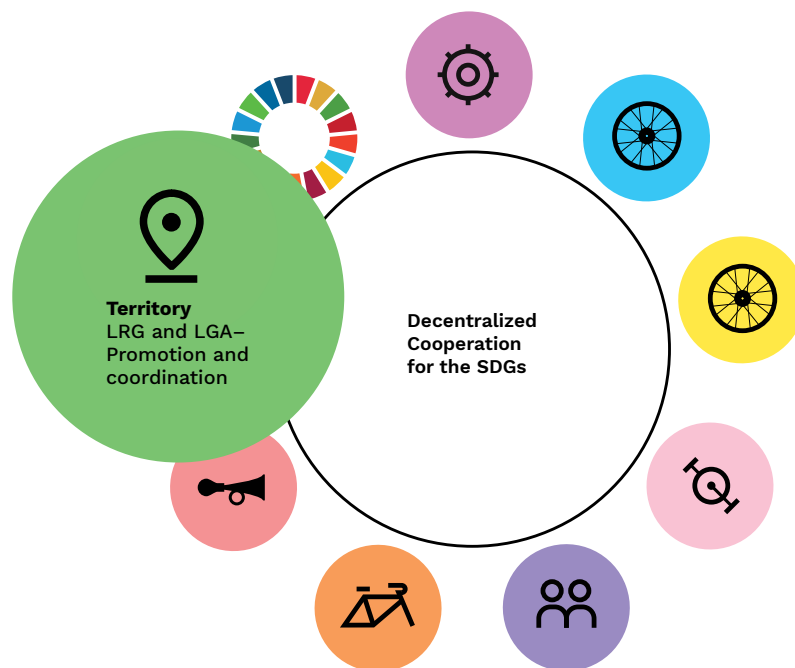 Territory
LRG and LGA–
Promotion and
coordination
Decentralized
Cooperation
for the SDGs